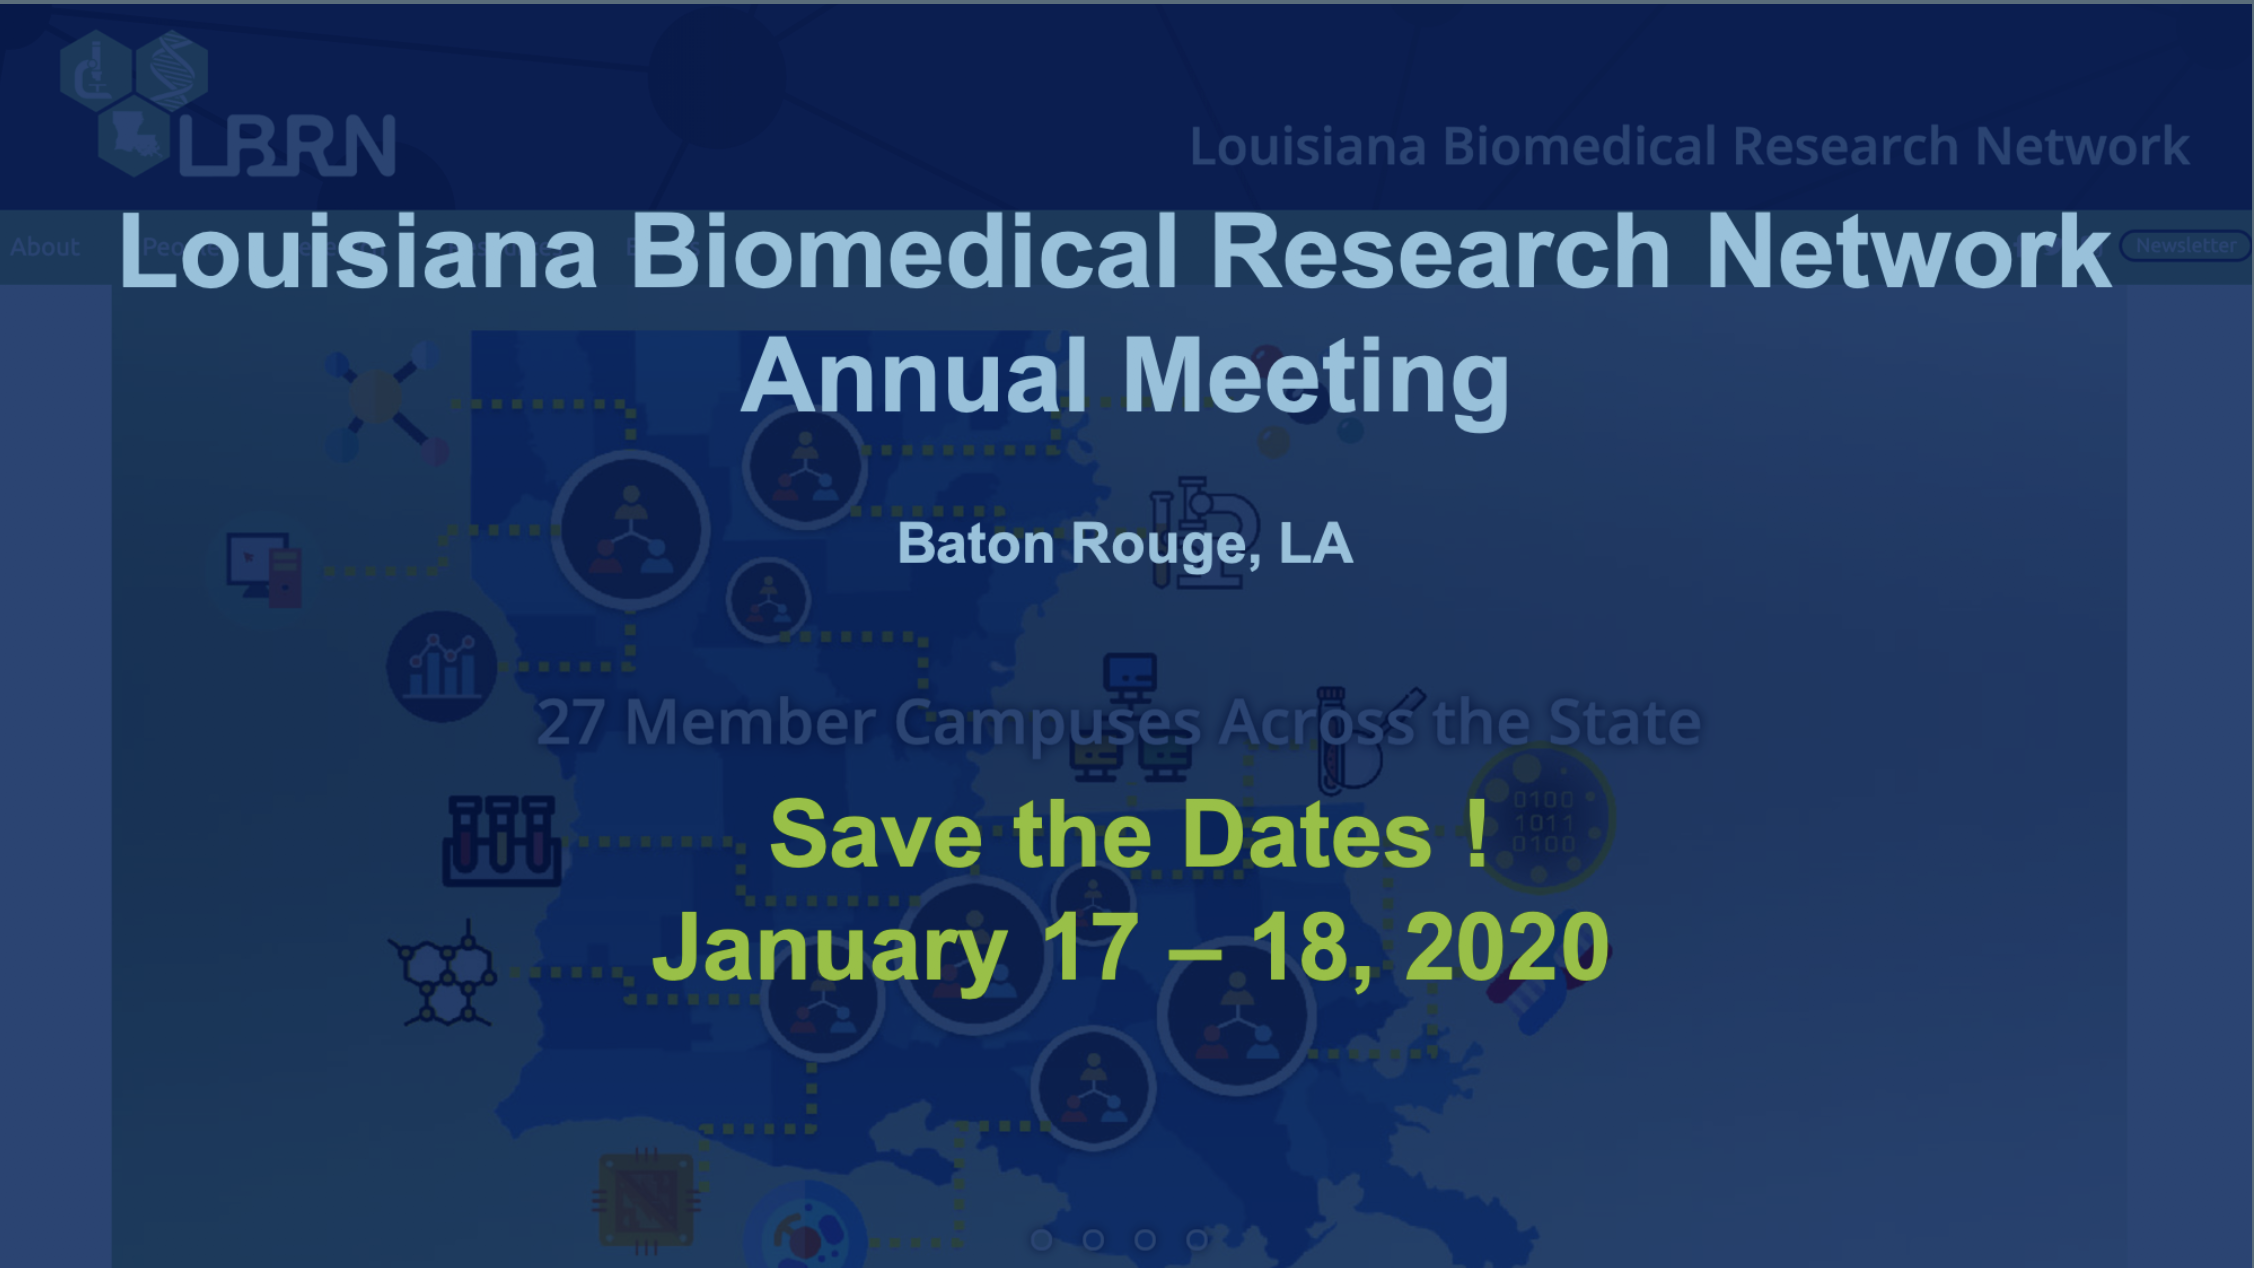 LBRN
Louisiana Biomedical Research Network
About
Newsletter
Louisiana Biomedical Research Network
Annual Meeting
Baton Rouge, LA
27 Member Campuses Across the State
Save the Dates !
0100
1011
0100
January 17 – 18, 2020